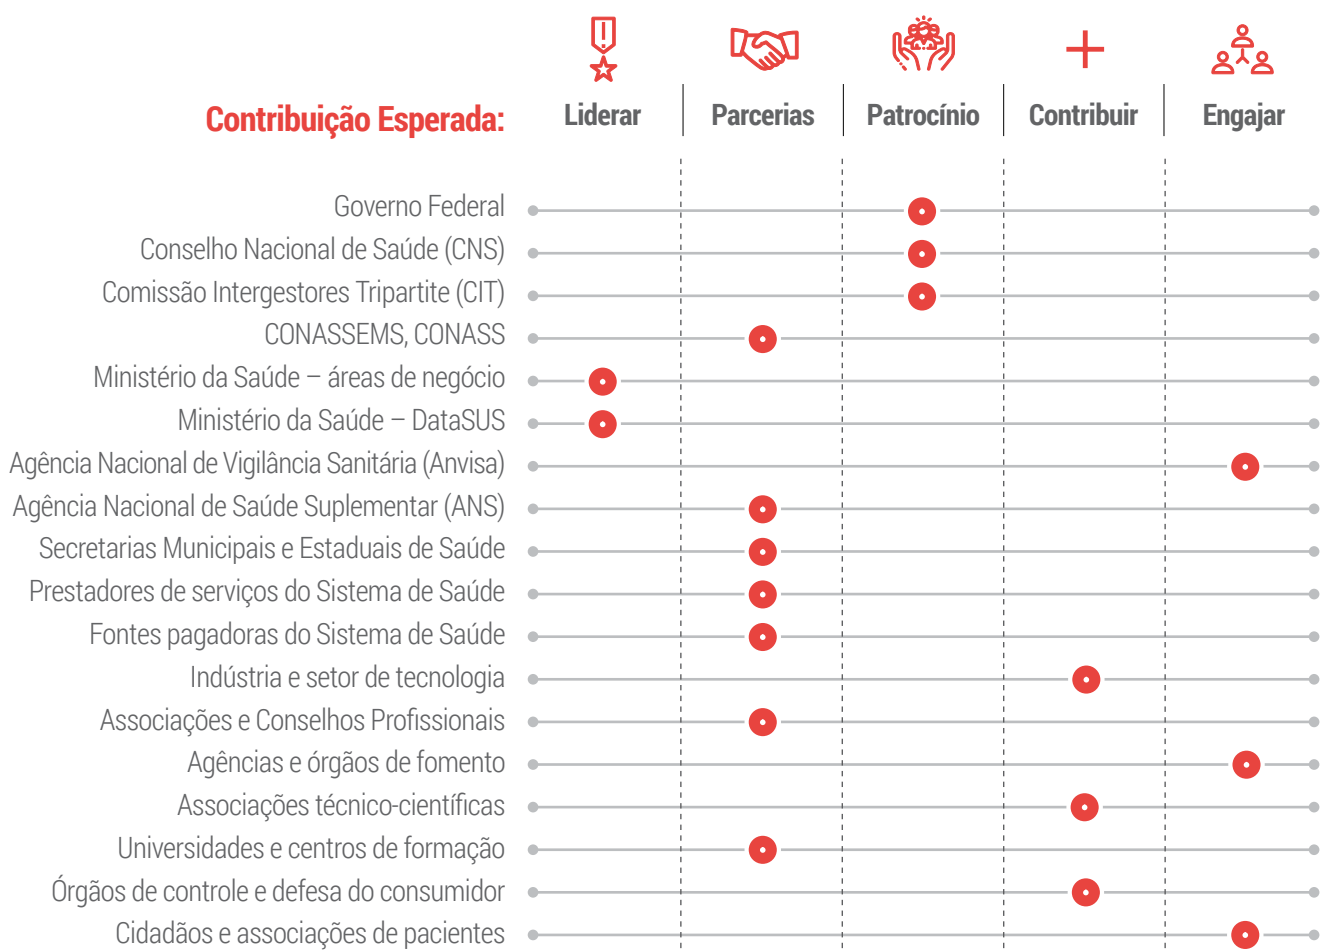 Contribuição Esperada:
Liderar
Parcerias
Patrocínio
Contribuir
Engajar
Governo Federal
Conselho Nacional de Saúde (CNS)
Comissão Intergestores Tripartite (CIT)
CONASSEMS, CONASS
Ministério da Saúde – áreas de negócio
Ministério da Saúde – DataSUS
Agência Nacional de Vigilância Sanitária (Anvisa)
Agência Nacional de Saúde Suplementar (ANS)
Secretarias Municipais e Estaduais de Saúde
Prestadores de serviços do Sistema de Saúde
Fontes pagadoras do Sistema de Saúde
Indústria e setor de tecnologia
Associações e Conselhos Profissionais
Agências e órgãos de fomento
Associações técnico-científicas
Universidades e centros de formação
Órgãos de controle e defesa do consumidor
Cidadãos e associações de pacientes